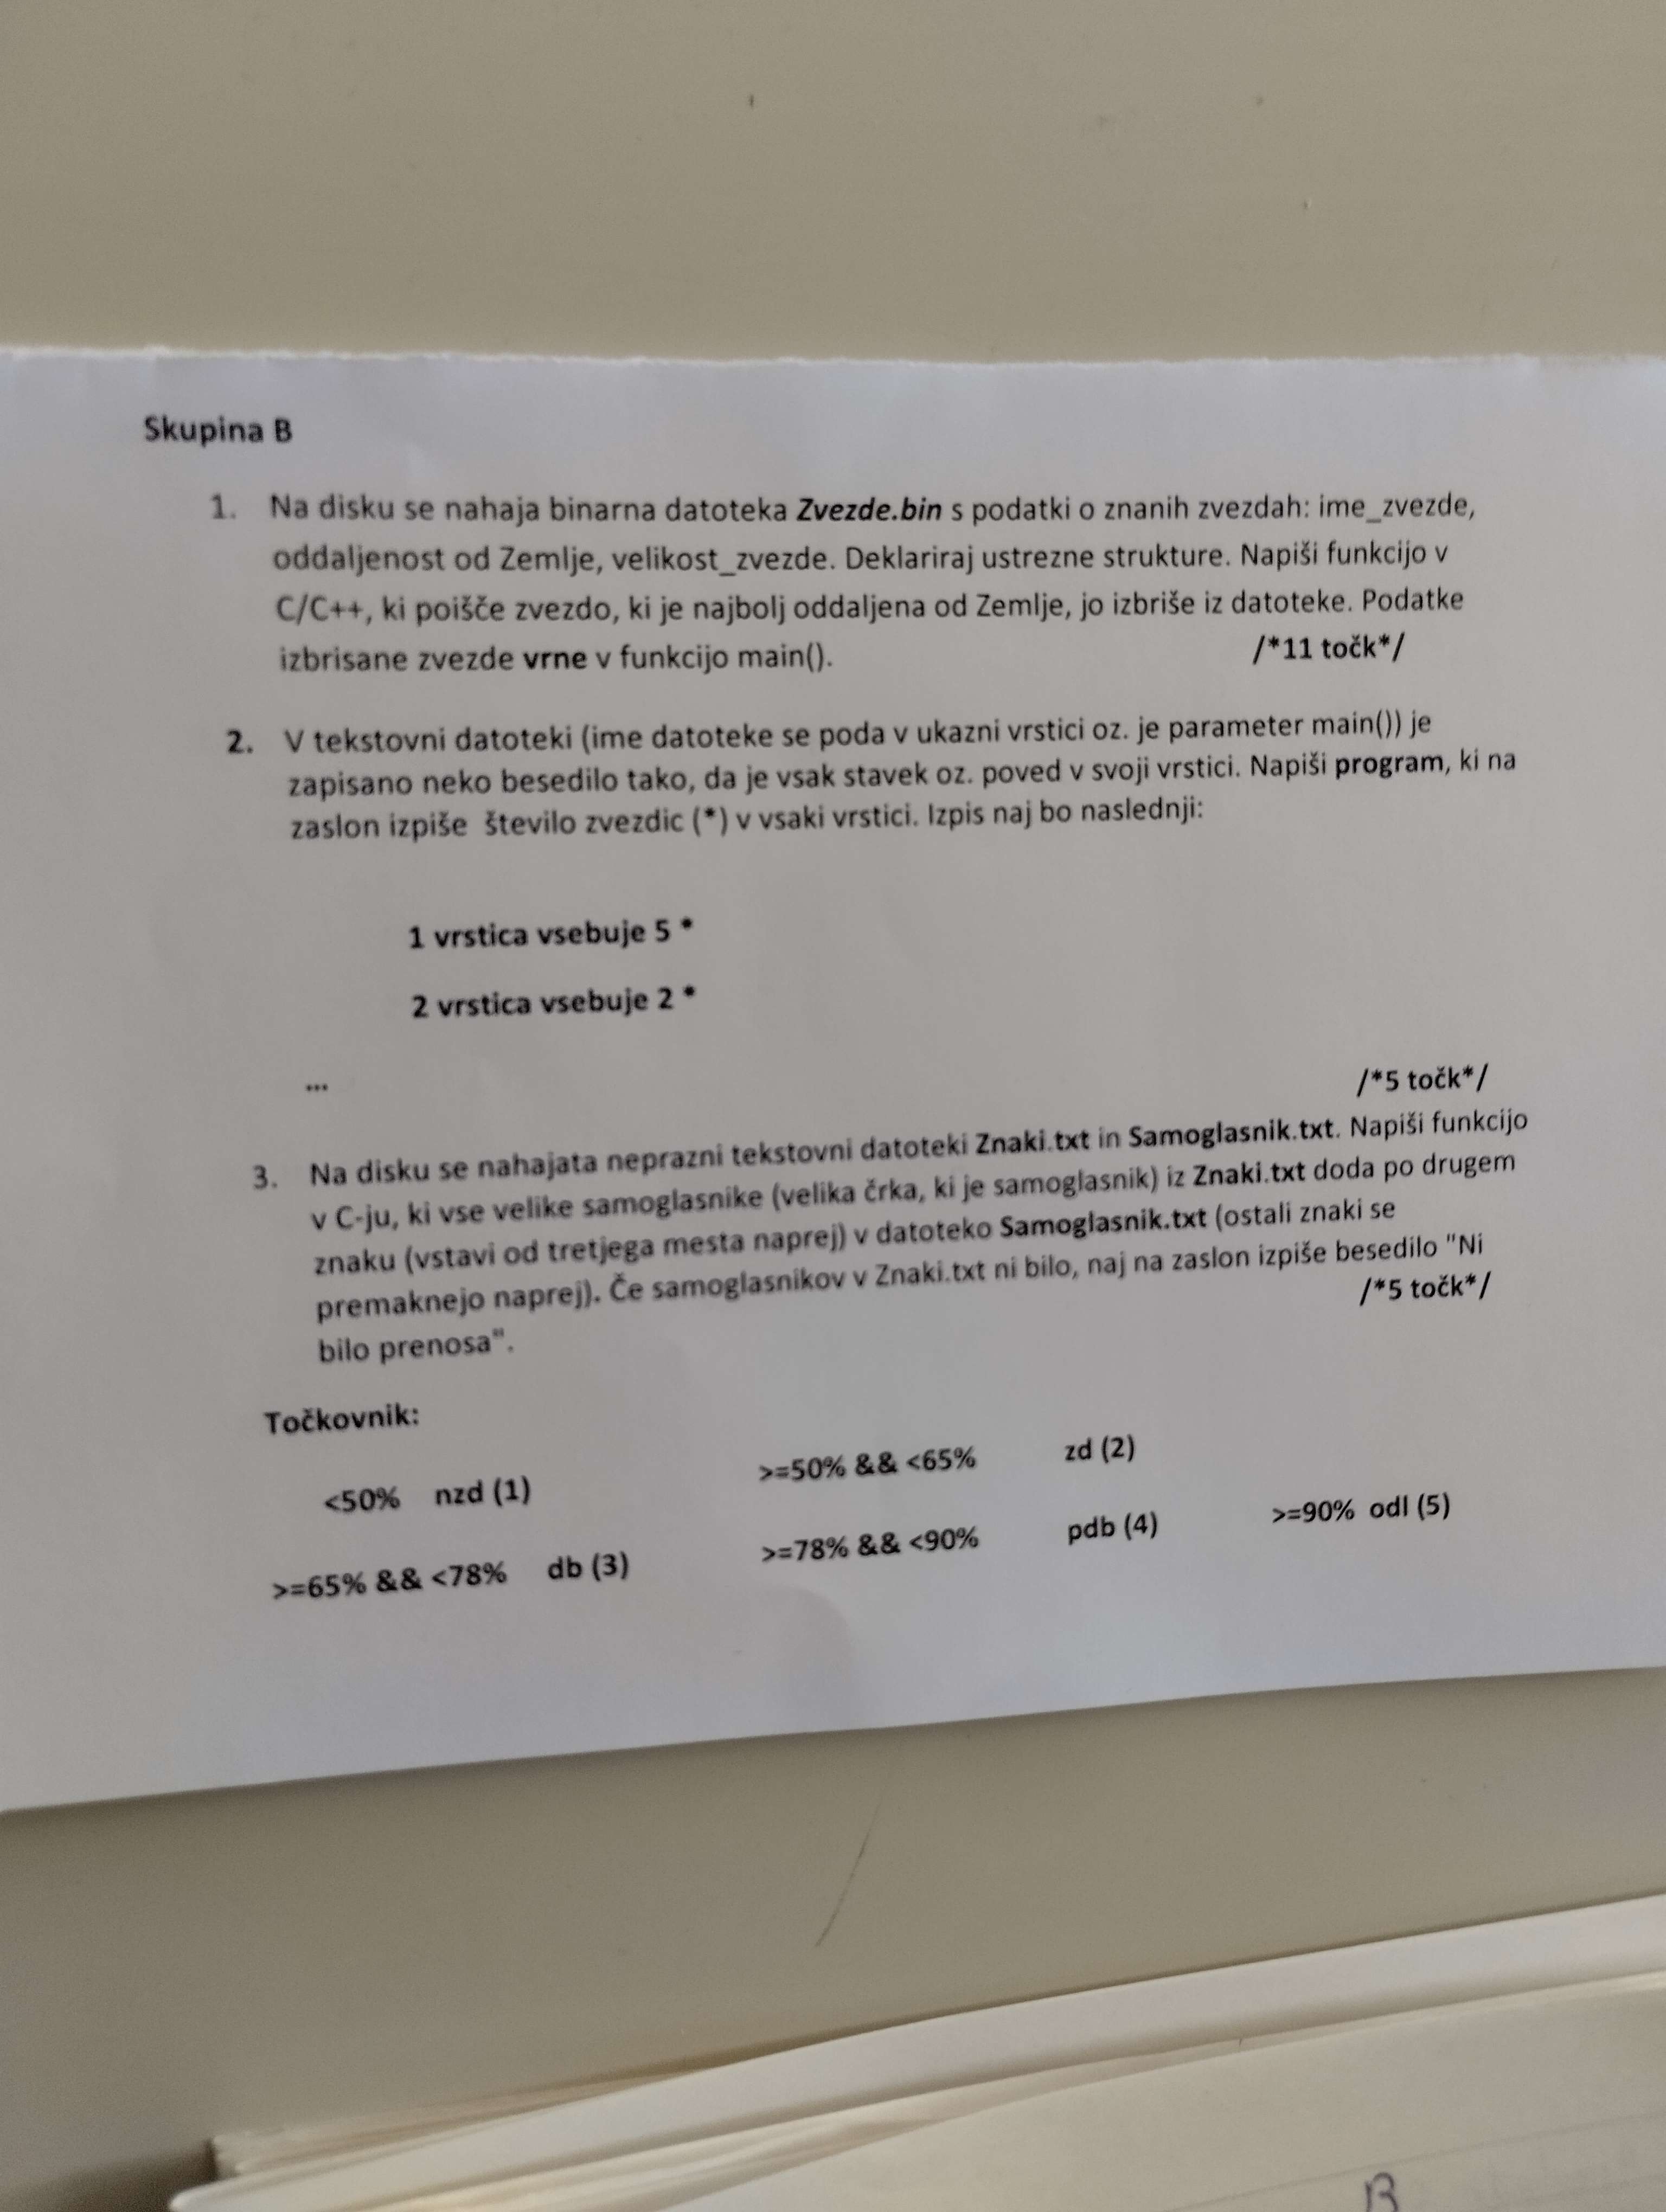 Skupina B
1. Na disku se nahaja binarna datoteka Zvezde.bin s podatki o znanih zvezdah: ime_zvezde,
oddaljenost od Zemlje, velikost_zvezde. Deklariraj ustrezne strukture. Napiši funkcijo v
C/C++, ki poišče zvezdo, ki je najbolj oddaljena od Zemlje, jo izbriše iz datoteke. Podatke
izbrisane zvezde vrne v funkcijo main(). /*11 točk*/
2. V tekstovni datoteki (ime datoteke se poda v ukazni vrstici oz. je parameter main()) je
zapisano neko besedilo tako, da je vsak stavek oz. poved v svoji vrstici. Napiši program, ki na
zaslon izpiše število zvezdic (*) v vsaki vrstici. Izpis naj bo naslednji:
1 vrstica vsebuje 5 *
2 vrstica vsebuje 2 *
...
/*5 točk*/
3. Na disku se nahajata neprazni tekstovni datoteki Znaki.txt in Samoglasnik.txt. Napiši funkcijo
v C-ju, ki vse velike samoglasnike (velika črka, ki je samoglasnik) iz Znaki.txt doda po drugem
znaku (vstavi od tretjega mesta naprej) v datoteko Samoglasnik.txt (ostali znaki se
premaknejo naprej). Če samoglasnikov v Znaki.txt ni bilo, naj na zaslon izpiše besedilo "Ni
bilo prenosa". /*5 točk*/
Točkovnik:
<50% nzd (1) >=50% && <65% zd (2)
>=65% && <78% db (3) >=78% && <90% pdb (4) >=90% odl (5)
B